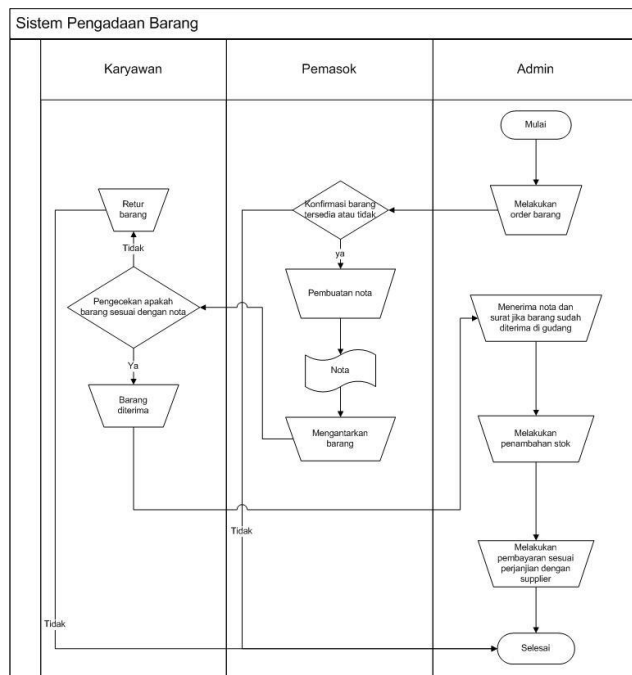 Sistem Pengadaan Barang
Karyawan
Pemasok
Admin
Mulai
Melakukan
order barang
Konfirmasi barang
tersedia atau tidak
Retur
barang
Tidak
ya
Pengecekan apakah
barang sesuai dengan nota
Pembuatan nota
Menerima nota dan
surat jika barang sudah
diterima di gudang
Ya
Nota
Barang
diterima
Mengantarkan
barang
Melakukan
penambahan stok
Tidak
Melakukan
pembayaran sesuai
perjanjian dengan
supplier
Tidak
Selesai